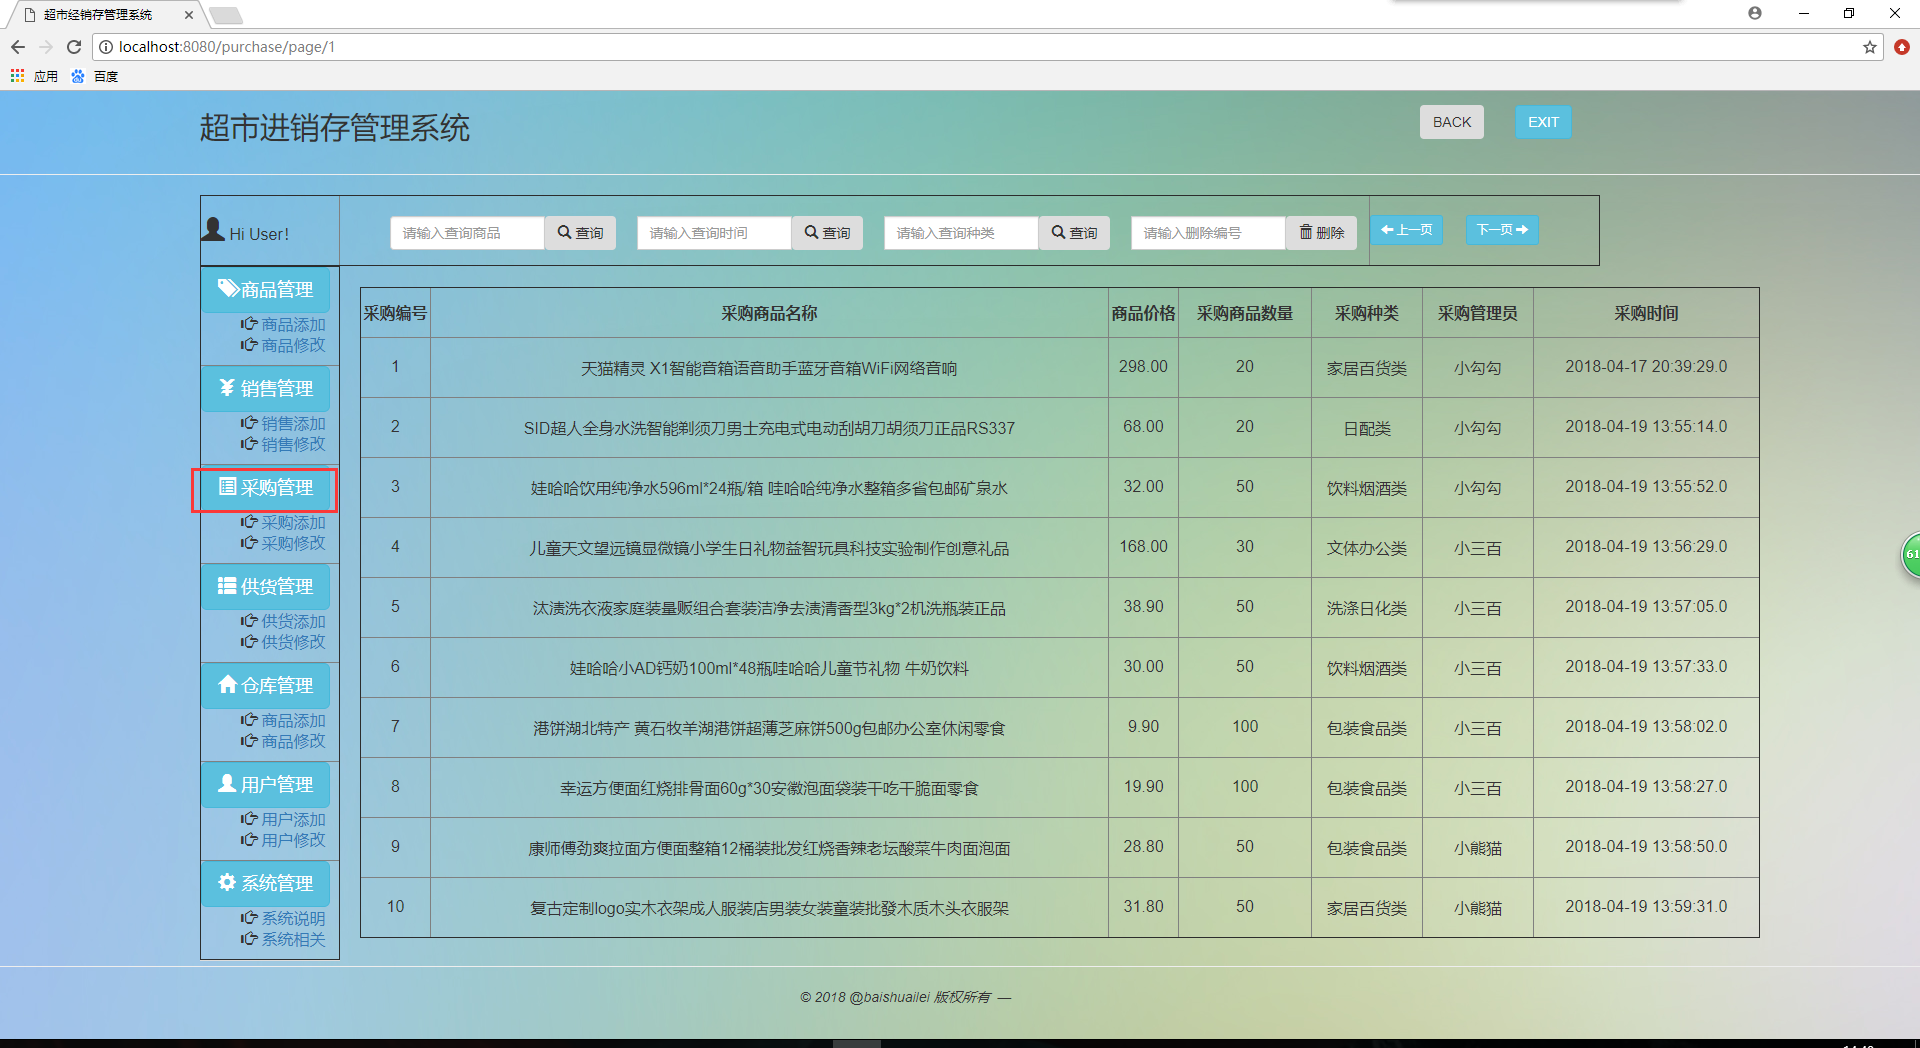 超市经销存管理系统
localhost:8080/purchase/page/1
应用 百度
超市进销存管理系统
BACK EXIT
Hi User!
请输入查询商品 查询 请输入查询时间 查询 请输入查询种类 查询 请输入删除编号 删除 上一页 下一页
商品管理
商品添加
商品修改
销售管理
销售添加
销售修改
采购管理
采购添加
采购修改
供货管理
供货添加
供货修改
仓库管理
商品添加
商品修改
用户管理
用户添加
用户修改
系统管理
系统说明
系统相关
采购编号 采购商品名称 商品价格 采购商品数量 采购种类 采购管理员 采购时间
1 天猫精灵 X1智能音箱语音助手蓝牙音箱WiFi网络音响 298.00 20 家居百货类 小勾勾 2018-04-17 20:39:29.0
2 SID超人全身水洗智能剃须刀男士充电式电动刮胡刀胡须刀正品RS337 68.00 20 日配类 小勾勾 2018-04-19 13:55:14.0
3 娃哈哈饮用纯净水596ml*24瓶/箱 哇哈哈纯净水整箱多省包邮矿泉水 32.00 50 饮料烟酒类 小勾勾 2018-04-19 13:55:52.0
4 儿童天文望远镜显微镜小学生日礼物益智玩具科技实验制作创意礼品 168.00 30 文体办公类 小三百 2018-04-19 13:56:29.0
5 汰渍洗衣液家庭装量贩组合套装洁净去渍清香型3kg*2机洗瓶装正品 38.90 50 洗涤日化类 小三百 2018-04-19 13:57:05.0
6 娃哈哈小AD钙奶100ml*48瓶哇哈哈儿童节礼物 牛奶饮料 30.00 50 饮料烟酒类 小三百 2018-04-19 13:57:33.0
7 港饼湖北特产 黄石牧羊湖港饼超薄芝麻饼500g包邮办公室休闲零食 9.90 100 包装食品类 小三百 2018-04-19 13:58:02.0
8 幸运方便面红烧排骨面60g*30安徽泡面袋装干吃干脆面零食 19.90 100 包装食品类 小三百 2018-04-19 13:58:27.0
9 康师傅劲爽拉面方便面整箱12桶装批发红烧香辣老坛酸菜牛肉面泡面 28.80 50 包装食品类 小熊猫 2018-04-19 13:58:50.0
10 复古定制logo实木衣架成人服装店男装女装童装批發木质木头衣服架 31.80 50 家居百货类 小熊猫 2018-04-19 13:59:31.0
61
© 2018 @baishuailei 版权所有 —